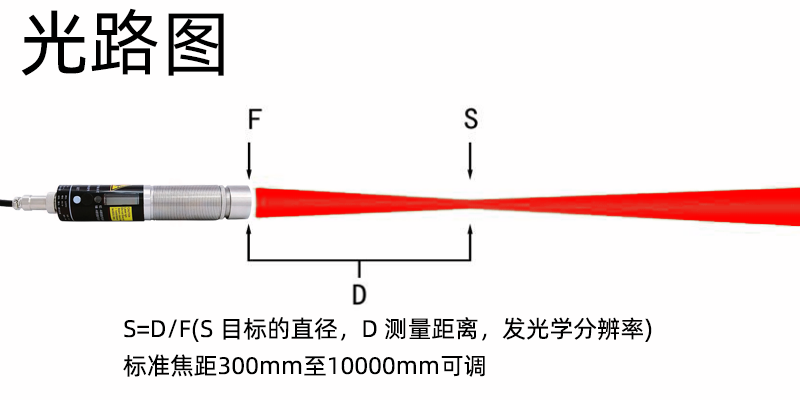 光路图
F
S
D
S=D/F(S 目标的直径，D 测量距离，发光学分辨率)
标准焦距300mm至10000mm可调